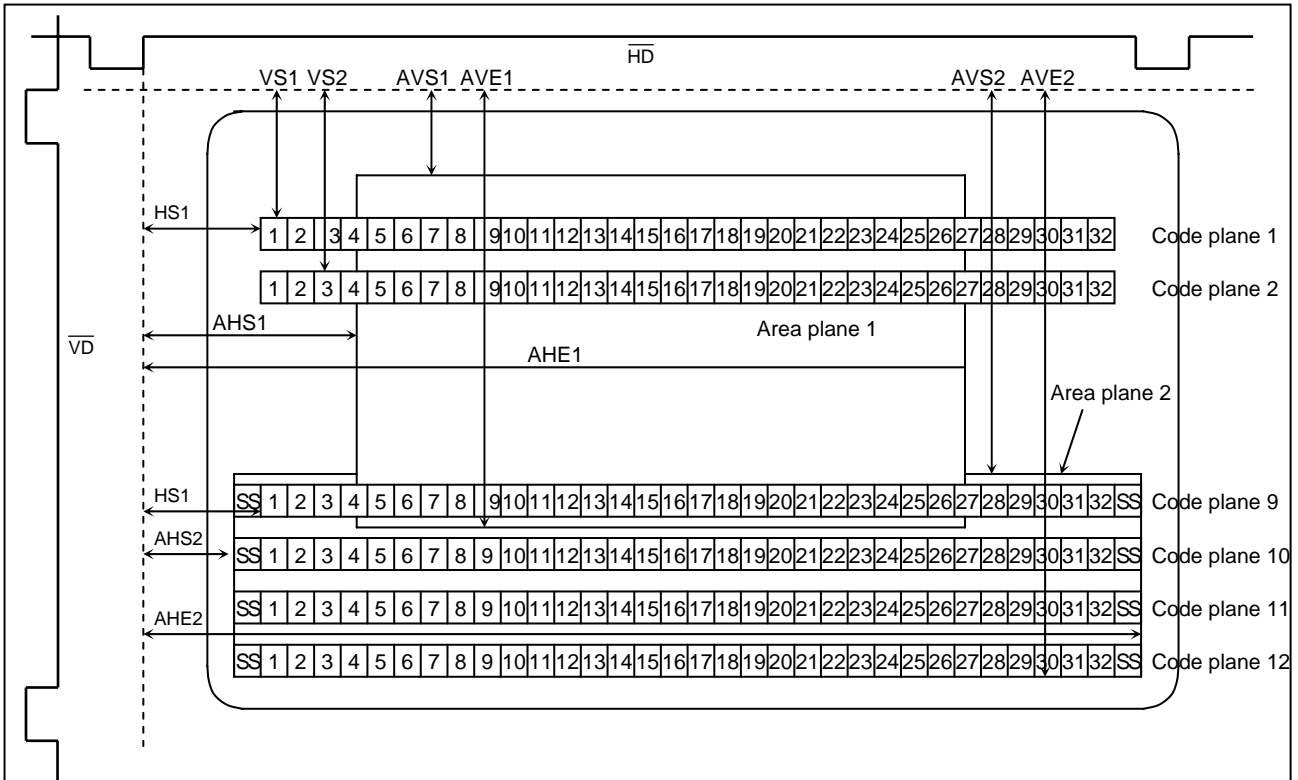 HD
VS1 VS2 AVS1 AVE1 AVS2 AVE2
HS1
1 2 3 4 5 6 7 8 9 10 11 12 13 14 15 16 17 18 19 20 21 22 23 24 25 26 27 28 29 30 31 32 Code plane 1
1 2 3 4 5 6 7 8 9 10 11 12 13 14 15 16 17 18 19 20 21 22 23 24 25 26 27 28 29 30 31 32 Code plane 2
AHS1 Area plane 1
VD
AHE1
Area plane 2
HS1
SS 1 2 3 4 5 6 7 8 9 10 11 12 13 14 15 16 17 18 19 20 21 22 23 24 25 26 27 28 29 30 31 32 SS Code plane 9
AHS2
SS 1 2 3 4 5 6 7 8 9 10 11 12 13 14 15 16 17 18 19 20 21 22 23 24 25 26 27 28 29 30 31 32 SS Code plane 10
SS 1 2 3 4 5 6 7 8 9 10 11 12 13 14 15 16 17 18 19 20 21 22 23 24 25 26 27 28 29 30 31 32 SS Code plane 11
AHE2
SS 1 2 3 4 5 6 7 8 9 10 11 12 13 14 15 16 17 18 19 20 21 22 23 24 25 26 27 28 29 30 31 32 SS Code plane 12